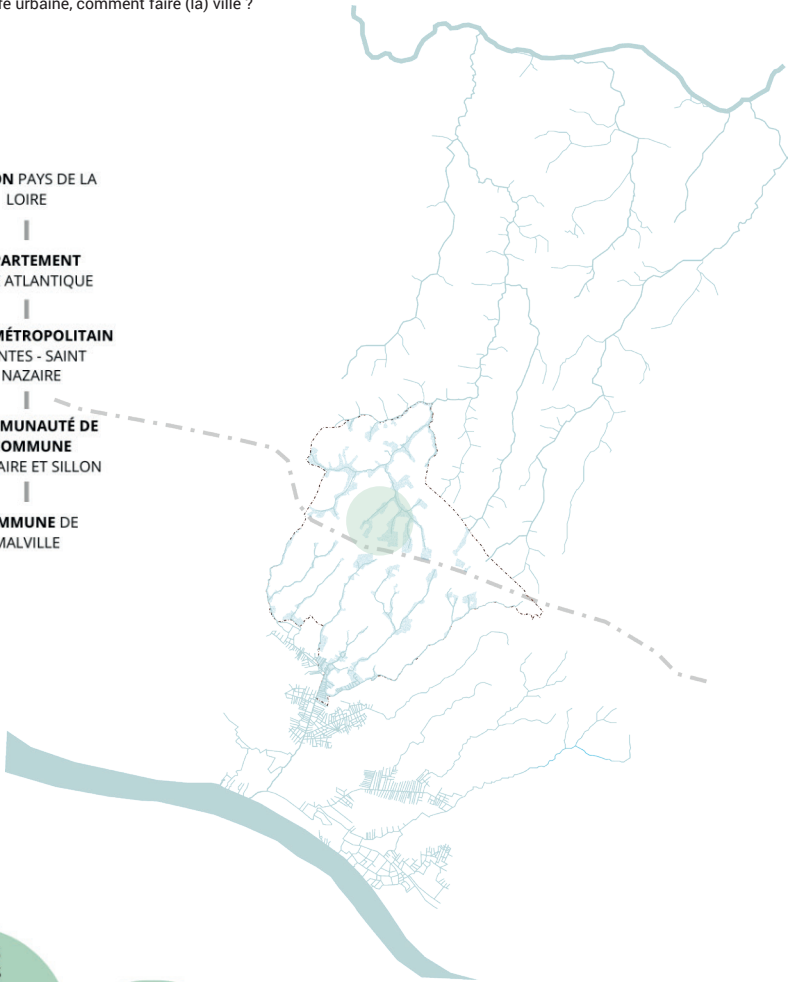 fé urbaine, comment faire (la) ville ?
ON PAYS DE LA
LOIRE
ARTEMENT
ATLANTIQUE
MÉTROPOLITAIN
NTES - SAINT
NAZAIRE
MUNAUTÉ DE
OMMUNE
AIRE ET SILLON
MMUNE DE
MALVILLE